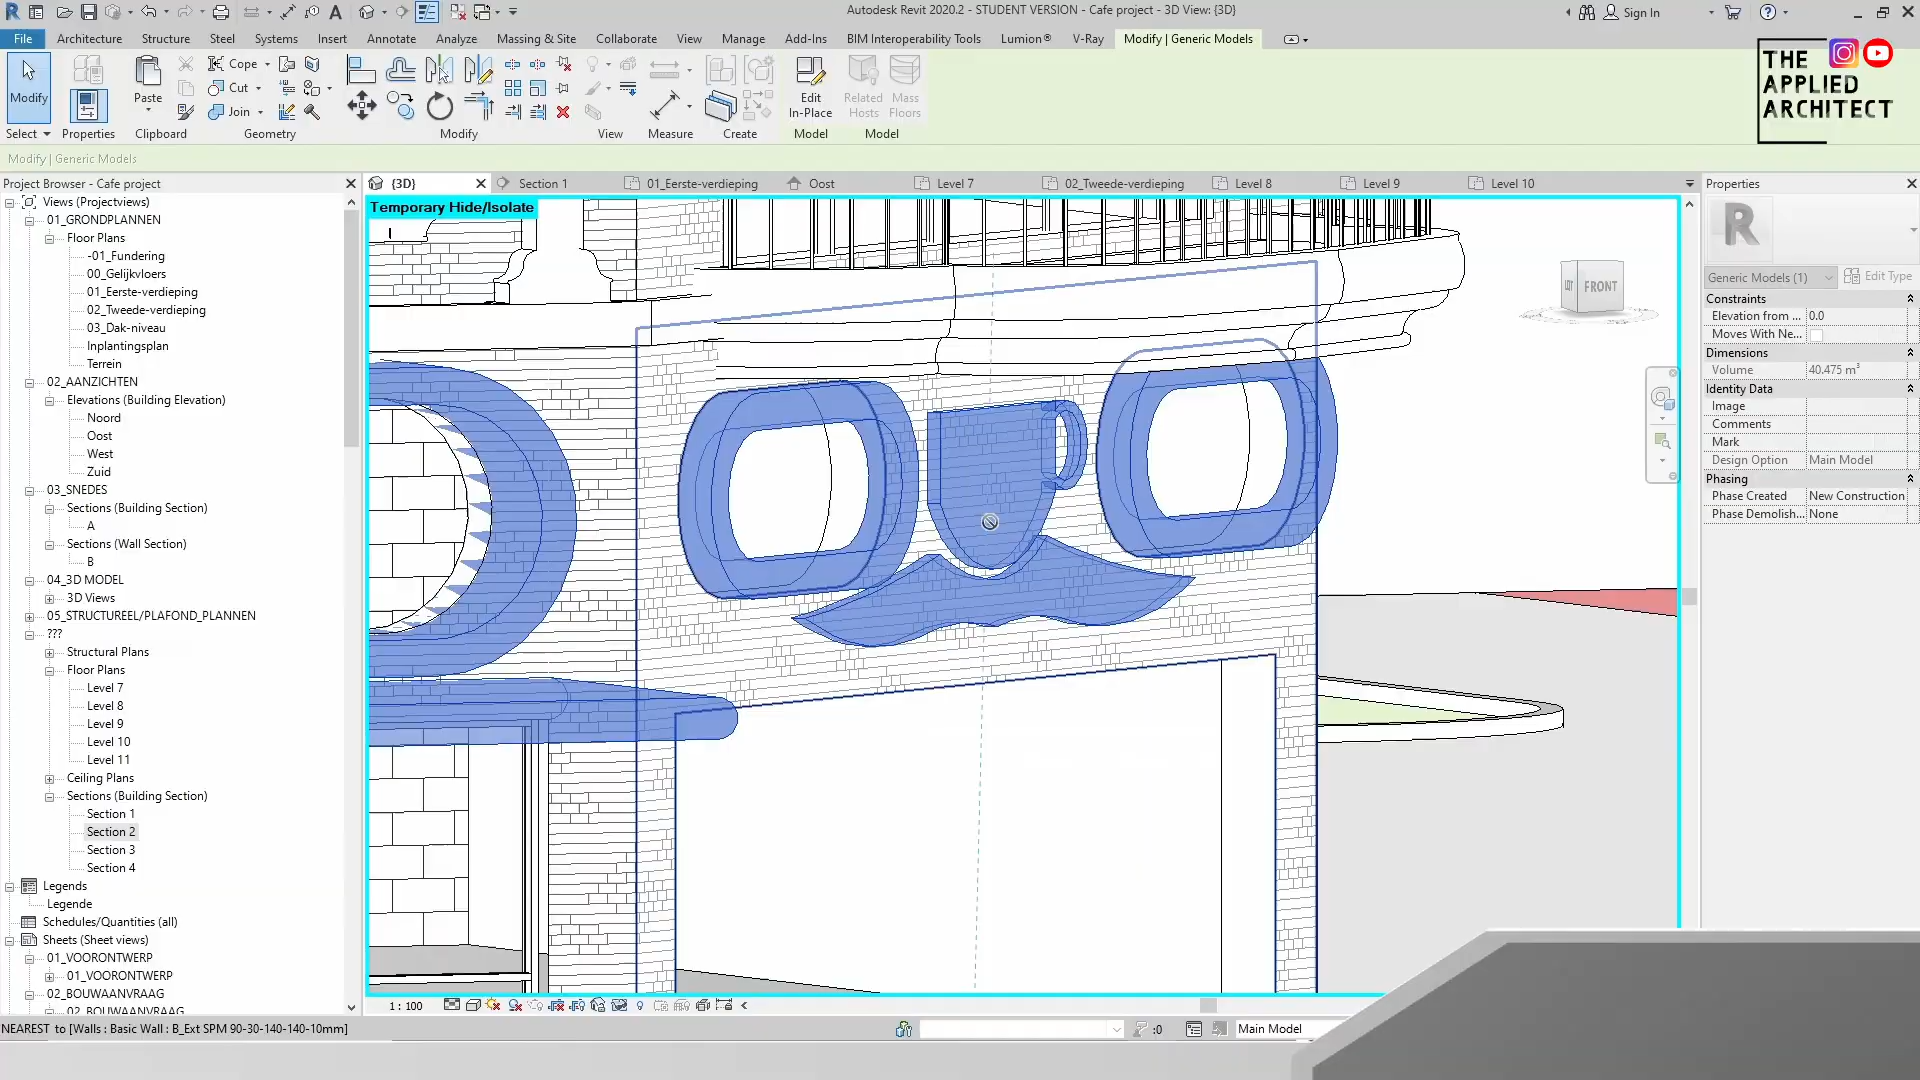 Autodesk Revit 2020.2 - STUDENT VERSION - Cafe project - 3D View: {3D}
Sign In
File Architecture Structure Steel Systems Insert Annotate Analyze Massing & Site Collaborate View Manage Add-Ins BIM Interoperability Tools Lumion® V-Ray Modify | Generic Models
THE
APPLIED
ARCHITECT
Modify
Paste
Cope
Cut
Join
Edit
In-Place
Related
Hosts
Mass
Floors
Select Properties Clipboard Geometry Modify View Measure Create Model Model
Modify | Generic Models
Project Browser - Cafe project
{3D} Section 1 01_Eerste-verdieping Oost Level 7 02_Tweede-verdieping Level 8 Level 9 Level 10
Properties
Temporary Hide/Isolate
Views (Projectviews)
01_GRONDPLANNEN
Floor Plans
-01_Fundering
00_Gelijkvloers
01_Eerste-verdieping
02_Tweede-verdieping
03_Dak-niveau
Inplantingsplan
Terrein
02_AANZICHTEN
Elevations (Building Elevation)
Noord
Oost
West
Zuid
03_SNEDES
Sections (Building Section)
A
Sections (Wall Section)
B
04_3D MODEL
3D Views
05_STRUCTUREEL/PLAFOND_PLANNEN
???
Structural Plans
Floor Plans
Level 7
Level 8
Level 9
Level 10
Level 11
Ceiling Plans
Sections (Building Section)
Section 1
Section 2
Section 3
Section 4
Legends
Legende
Schedules/Quantities (all)
Sheets (Sheet views)
01_VOORONTWERP
01_VOORONTWERP
02_BOUWAANVRAAG
02_BOUWAANVRAAG
FRONT
R
Generic Models (1) Edit Type
Constraints
Elevation from ... 0.0
Moves With Ne...
Dimensions
Volume 40.475 m³
Identity Data
Image
Comments
Mark
Design Option Main Model
Phasing
Phase Created New Construction
Phase Demolish... None
1 : 100
NEAREST to [Walls : Basic Wall : B_Ext SPM 90-30-140-140-10mm]
:0
Main Model